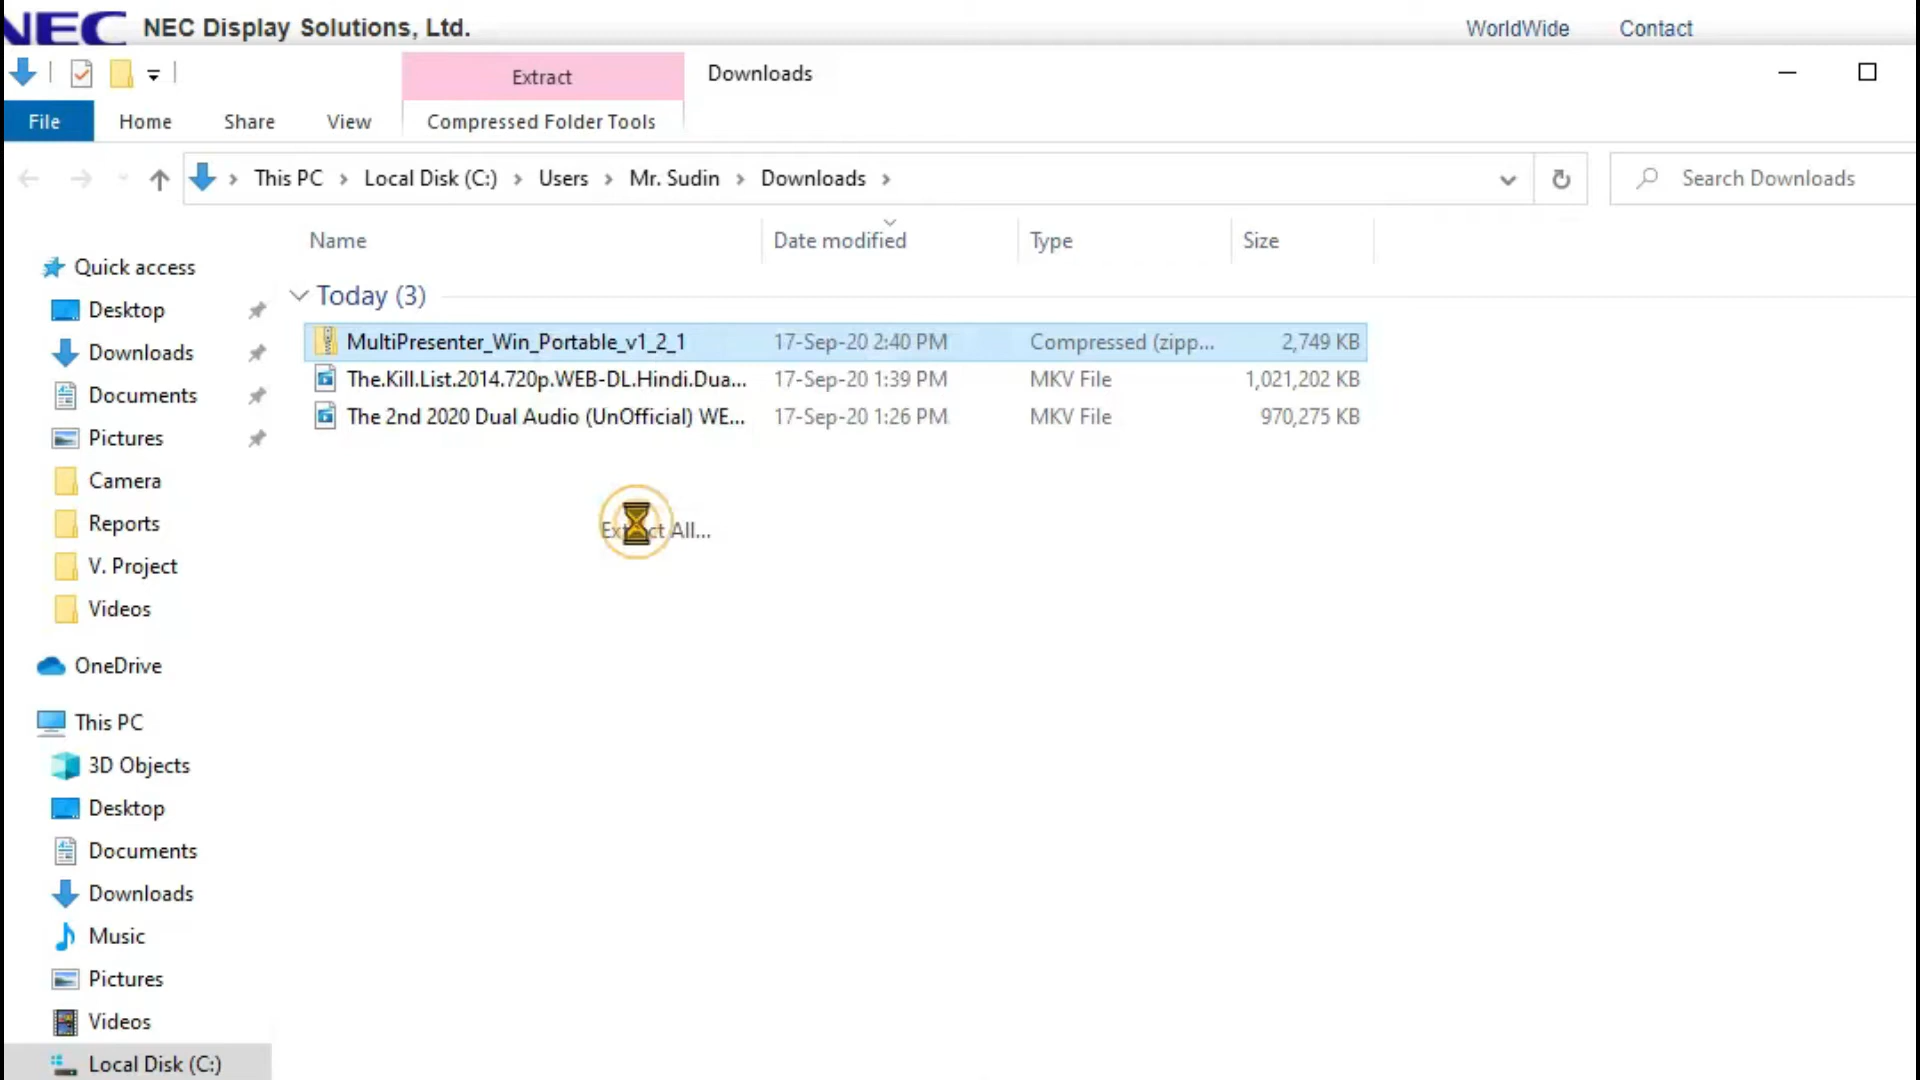 NEC NEC Display Solutions, Ltd. WorldWide Contact
Extract Downloads
File Home Share View Compressed Folder Tools
This PC Local Disk (C:) Users Mr. Sudin Downloads Search Downloads
Name Date modified Type Size
Quick access
Today (3)
Desktop
MultiPresenter_Win_Portable_v1_2_1 17-Sep-20 2:40 PM Compressed (zipp... 2,749 KB
Downloads
The.Kill.List.2014.720p.WEB-DL.Hindi.Dua... 17-Sep-20 1:39 PM MKV File 1,021,202 KB
Documents
The 2nd 2020 Dual Audio (UnOfficial) WE... 17-Sep-20 1:26 PM MKV File 970,275 KB
Pictures
Camera
Reports
All...
V. Project
Videos
OneDrive
This PC
3D Objects
Desktop
Documents
Downloads
Music
Pictures
Videos
Local Disk (C:)